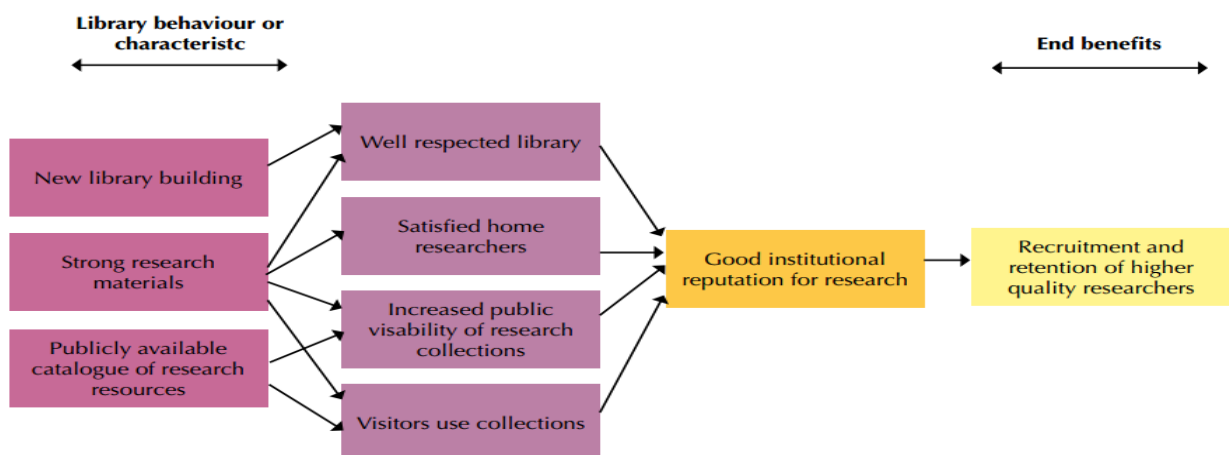 Library behaviour or
characteristc
End benefits
New library building
Strong research
materials
Publicly available
catalogue of research
resources
Well respected library
Satisfied home
researchers
Increased public
visability of research
collections
Visitors use collections
Good institutional
reputation for research
Recruitment and
retention of higher
quality researchers